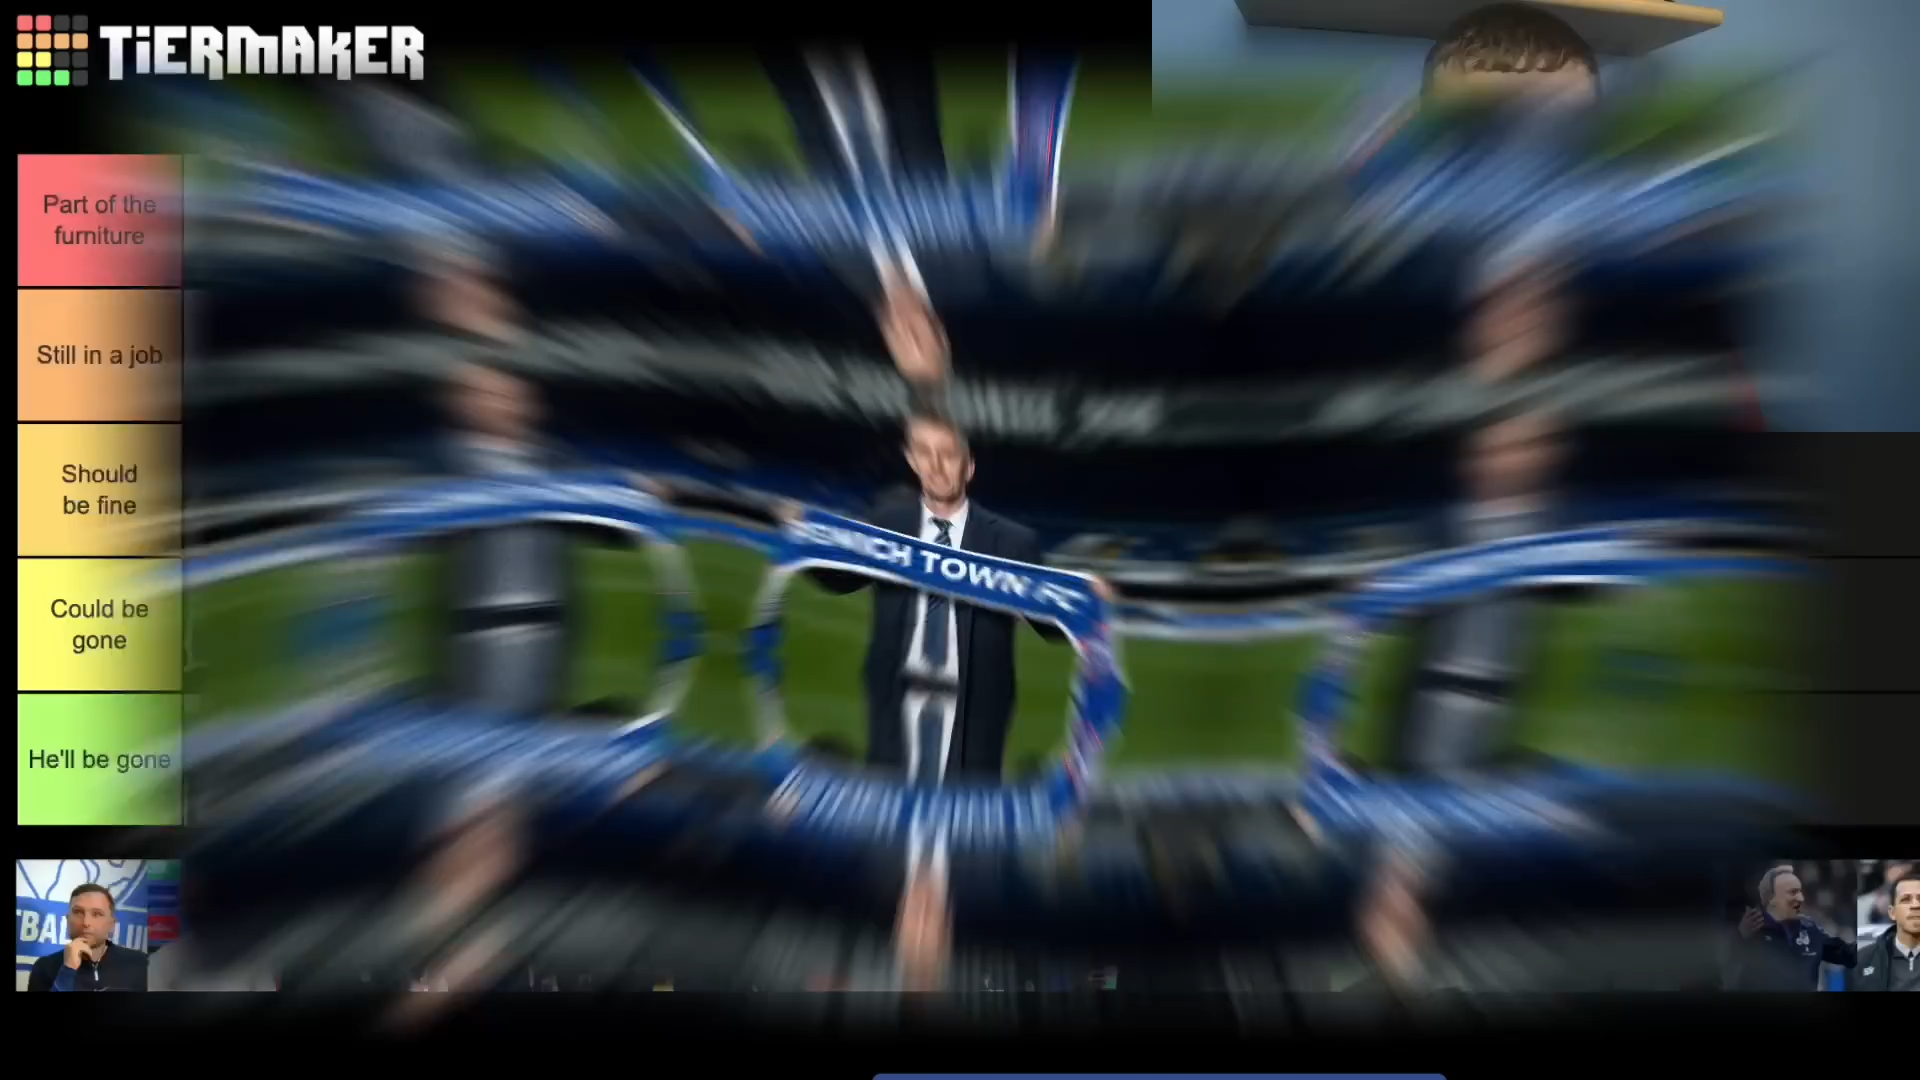 TiERMAKER
Part of the
furniture
Still in a job
Should
be fine
TOWN FC
Could be
gone
He'll be gone